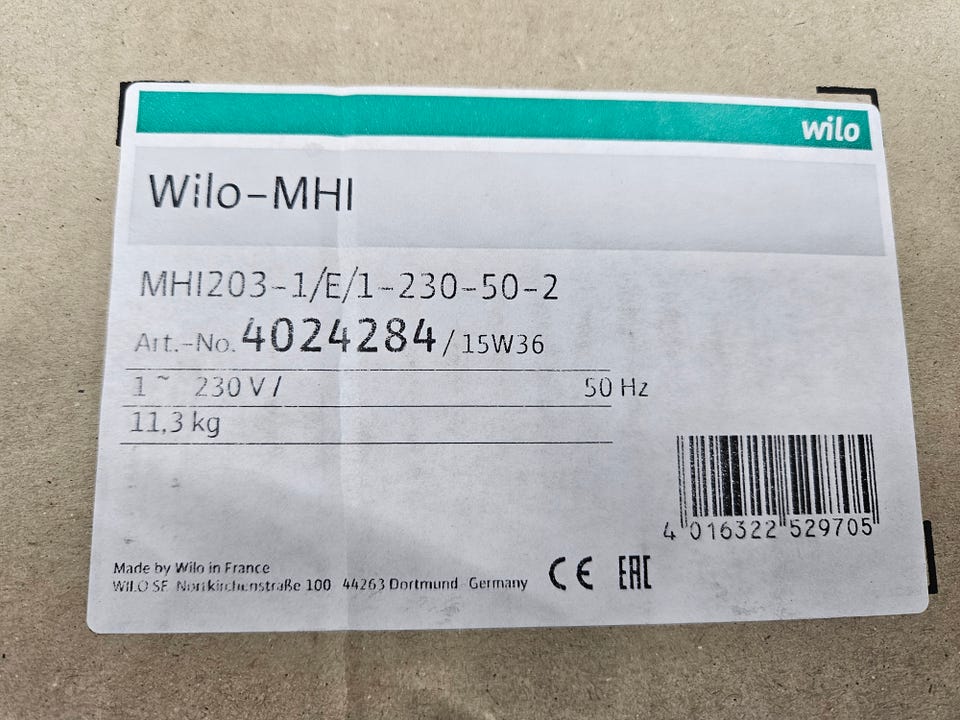 wilo
Wilo-MHI
MHI203-1/E/1-230-50-2
Art.-No. 4024284 / 15W36
1 ~ 230 V / 50 Hz
11,3 kg
4 016322 529705
Made by Wilo in France
WILO SE Nortkirchenstraße 100 44263 Dortmund Germany
CE EAC